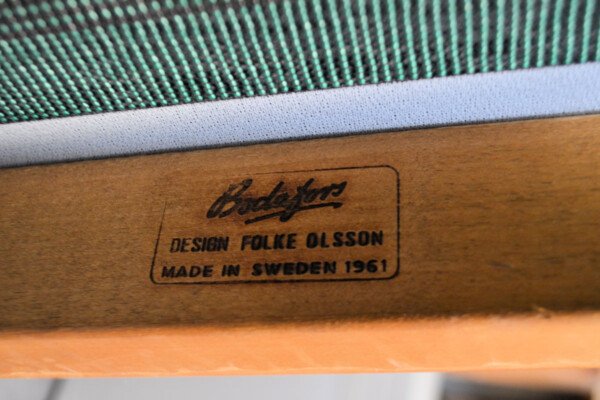 Bodafors
DESIGN FOLKE OLSSON
MADE IN SWEDEN 1961